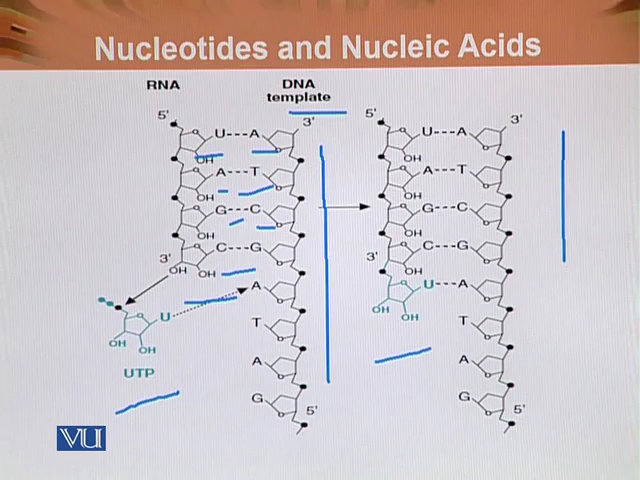 Nucleotides and Nucleic Acids
RNA
DNA
template
5'
3'
U---A
OH
A---T
OH
G---C
OH
C---G
3'
OH
OH
A
U
OH
OH
UTP
T
A
G
5'
5'
3'
U---A
OH
A---T
OH
G---C
OH
C---G
3'
OH
U---A
OH
OH
T
A
G
5'
VU